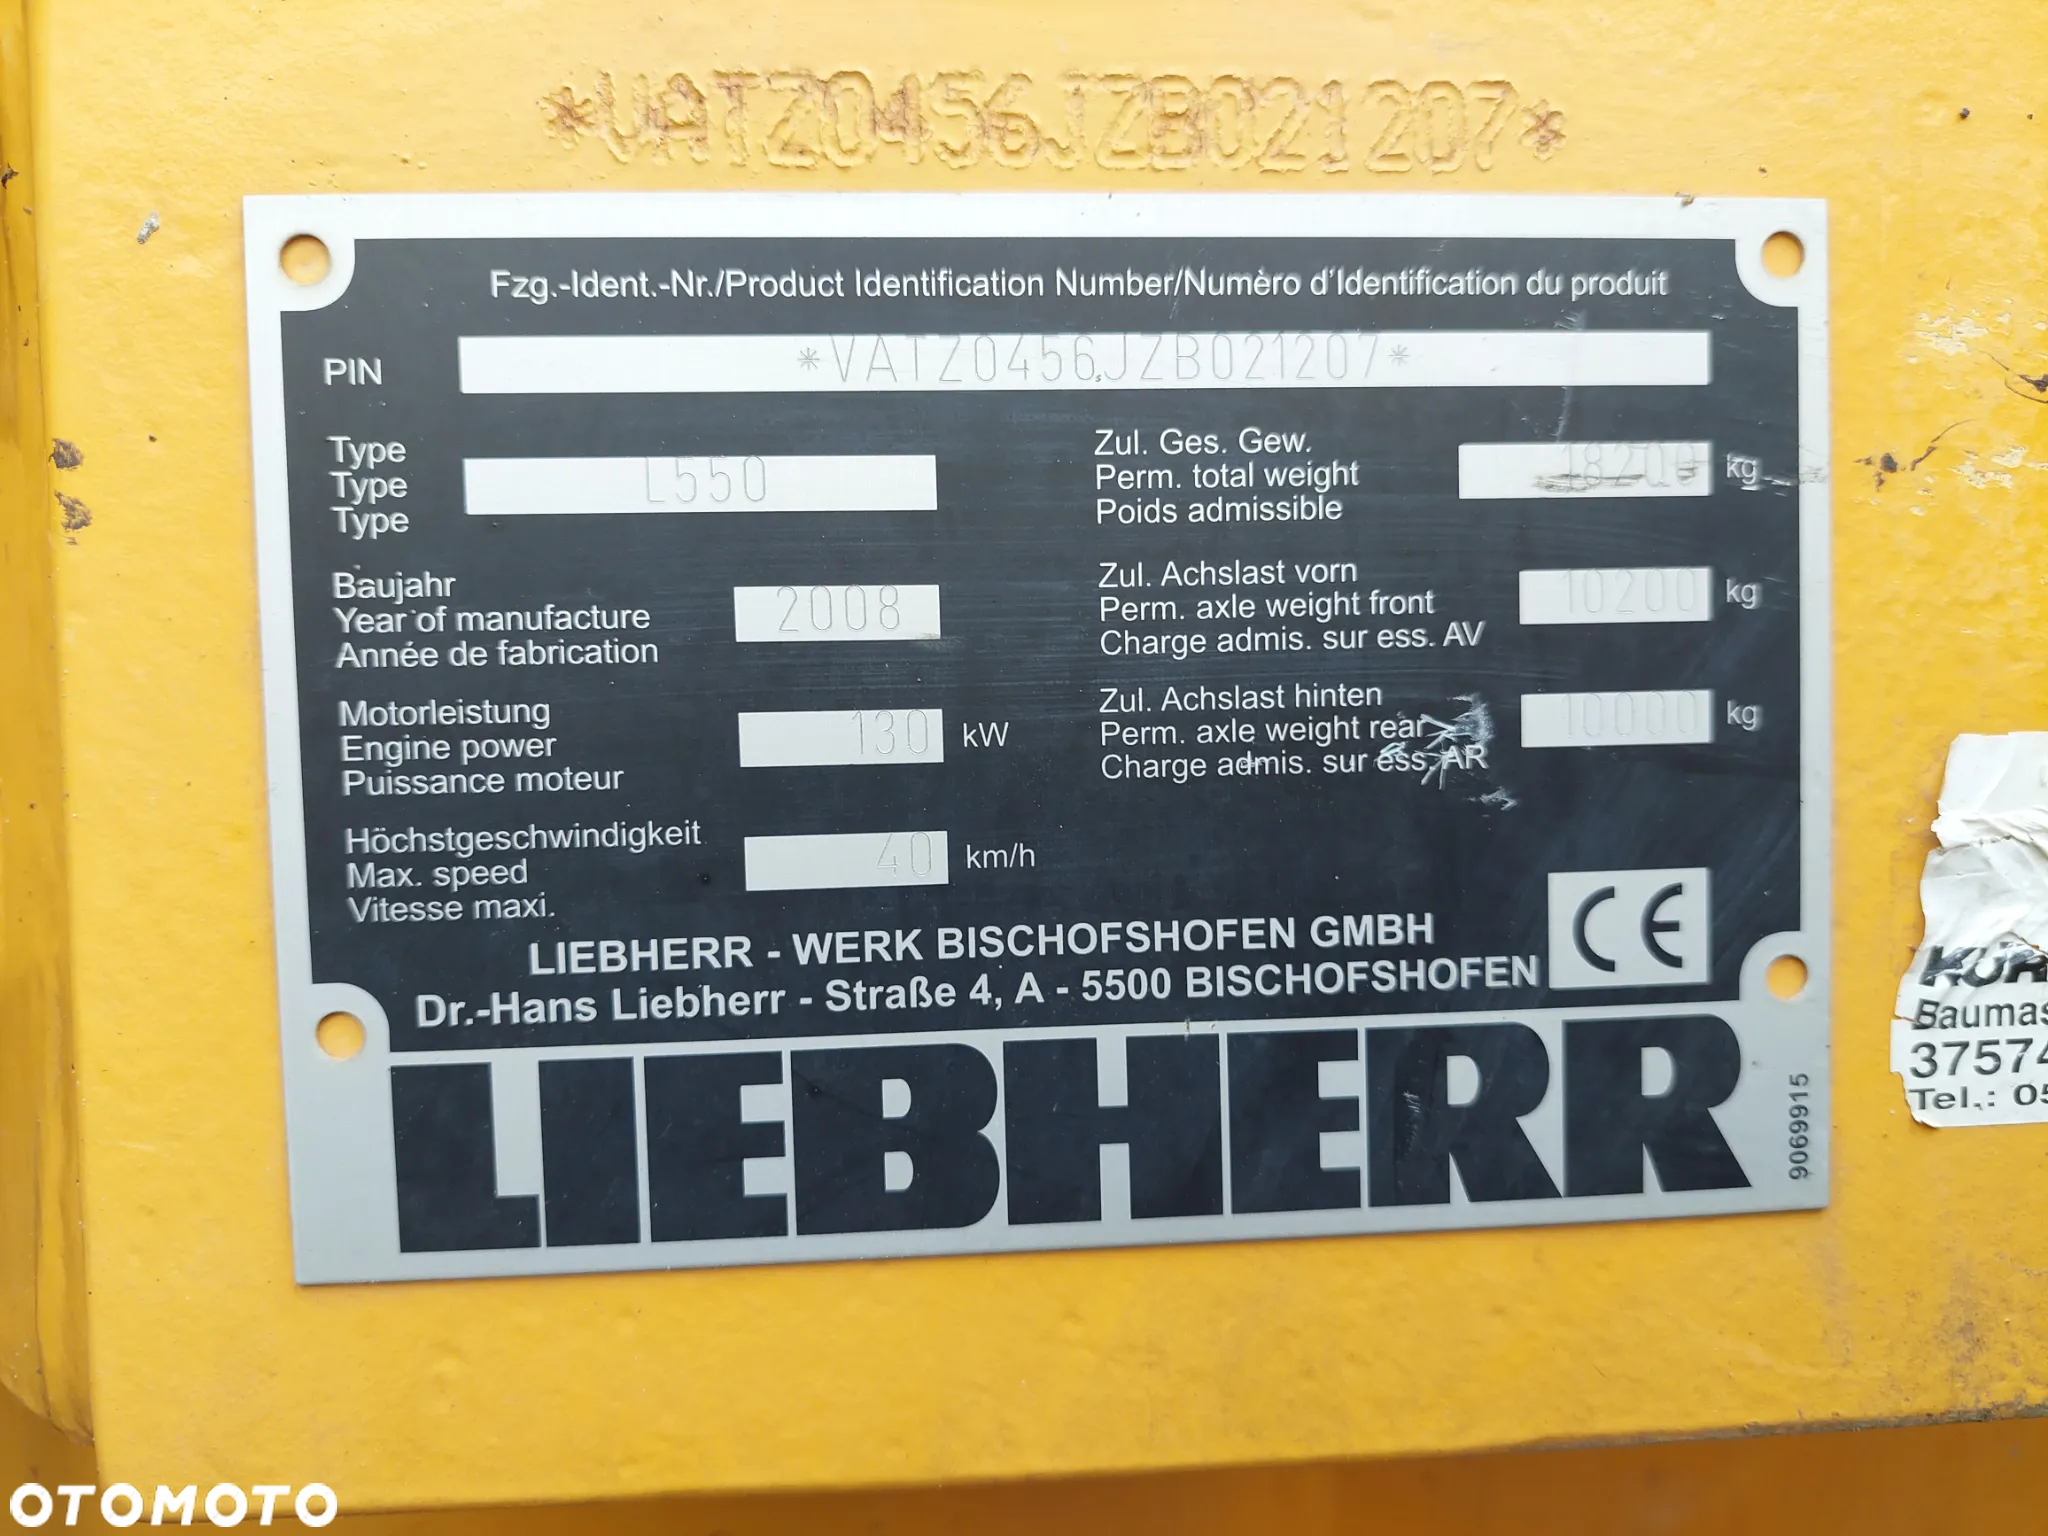 *VATZ0456JZB021207*
Fzg.-Ident.-Nr./Product Identification Number/Numèro d'Identification du produit
PIN *VATZ0456JZB021207*
Type
Type L550
Type
Zul. Ges. Gew.
Perm. total weight 18200 kg
Poids admissible
Baujahr
Year of manufacture 2008
Année de fabrication
Zul. Achslast vorn
Perm. axle weight front 10200 kg
Charge admis. sur ess. AV
Motorleistung
Engine power 130 kW
Puissance moteur
Zul. Achslast hinten
Perm. axle weight rear 10000 kg
Charge admis. sur ess. AR
Höchstgeschwindigkeit
Max. speed 40 km/h
Vitesse maxi.
CE
LIEBHERR - WERK BISCHOFSHOFEN GMBH
Dr.-Hans Liebherr - Straße 4, A - 5500 BISCHOFSHOFEN
LIEBHERR
9069915
Baumas
37574
Tel.: 05
OTOMOTO